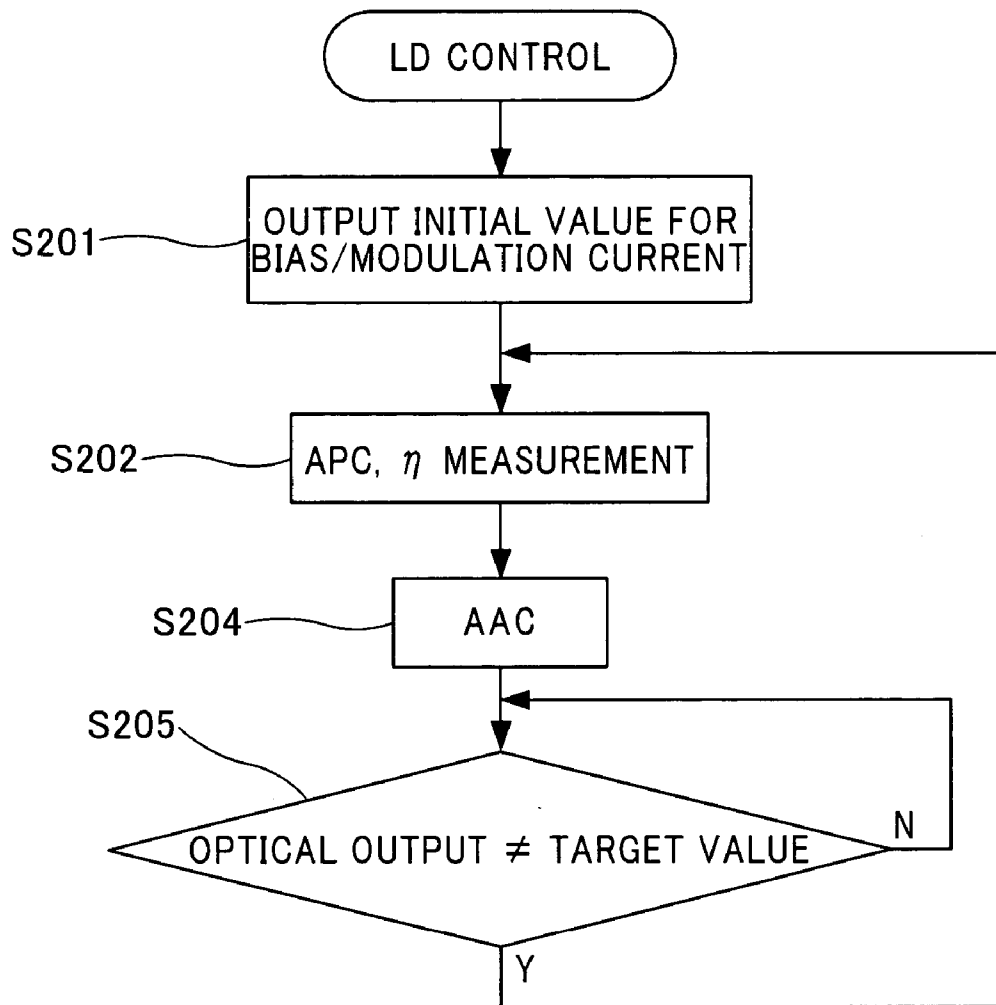 LD CONTROL
S201
OUTPUT INITIAL VALUE FOR
BIAS/MODULATION CURRENT
S202
APC, η MEASUREMENT
S204
AAC
S205
OPTICAL OUTPUT ≠ TARGET VALUE
N
Y